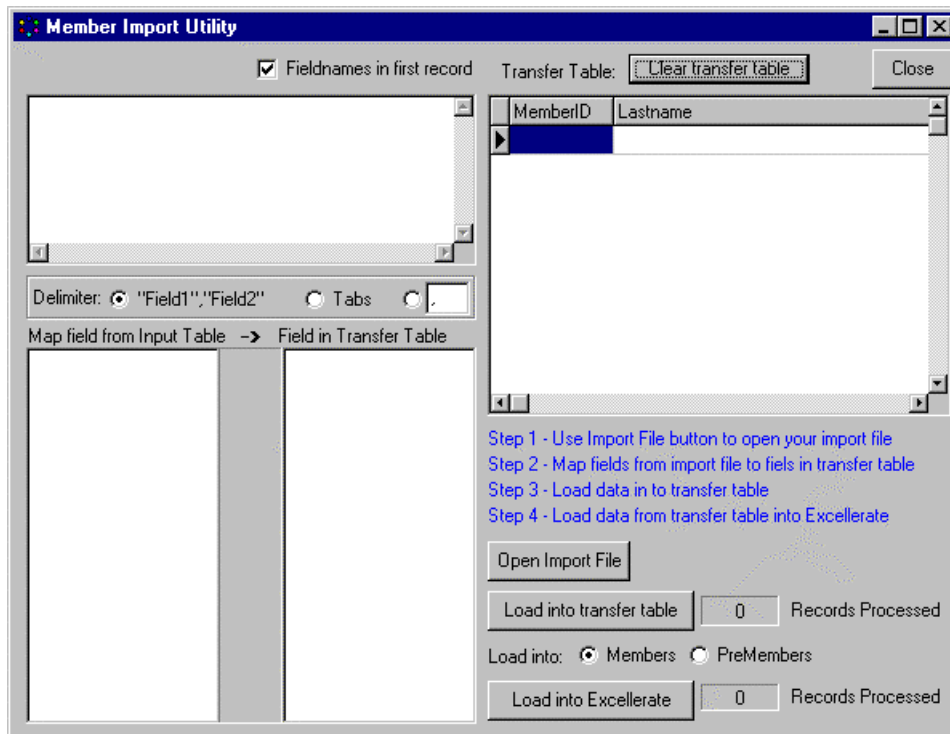 Member Import Utility
Fieldnames in first record
Transfer Table: Clear transfer table Close
MemberID Lastname
Delimiter: "Field1","Field2" Tabs ,
Map field from Input Table -> Field in Transfer Table
Step 1 - Use Import File button to open your import file
Step 2 - Map fields from import file to fiels in transfer table
Step 3 - Load data in to transfer table
Step 4 - Load data from transfer table into Excellerate
Open Import File
Load into transfer table 0 Records Processed
Load into: Members PreMembers
Load into Excellerate 0 Records Processed